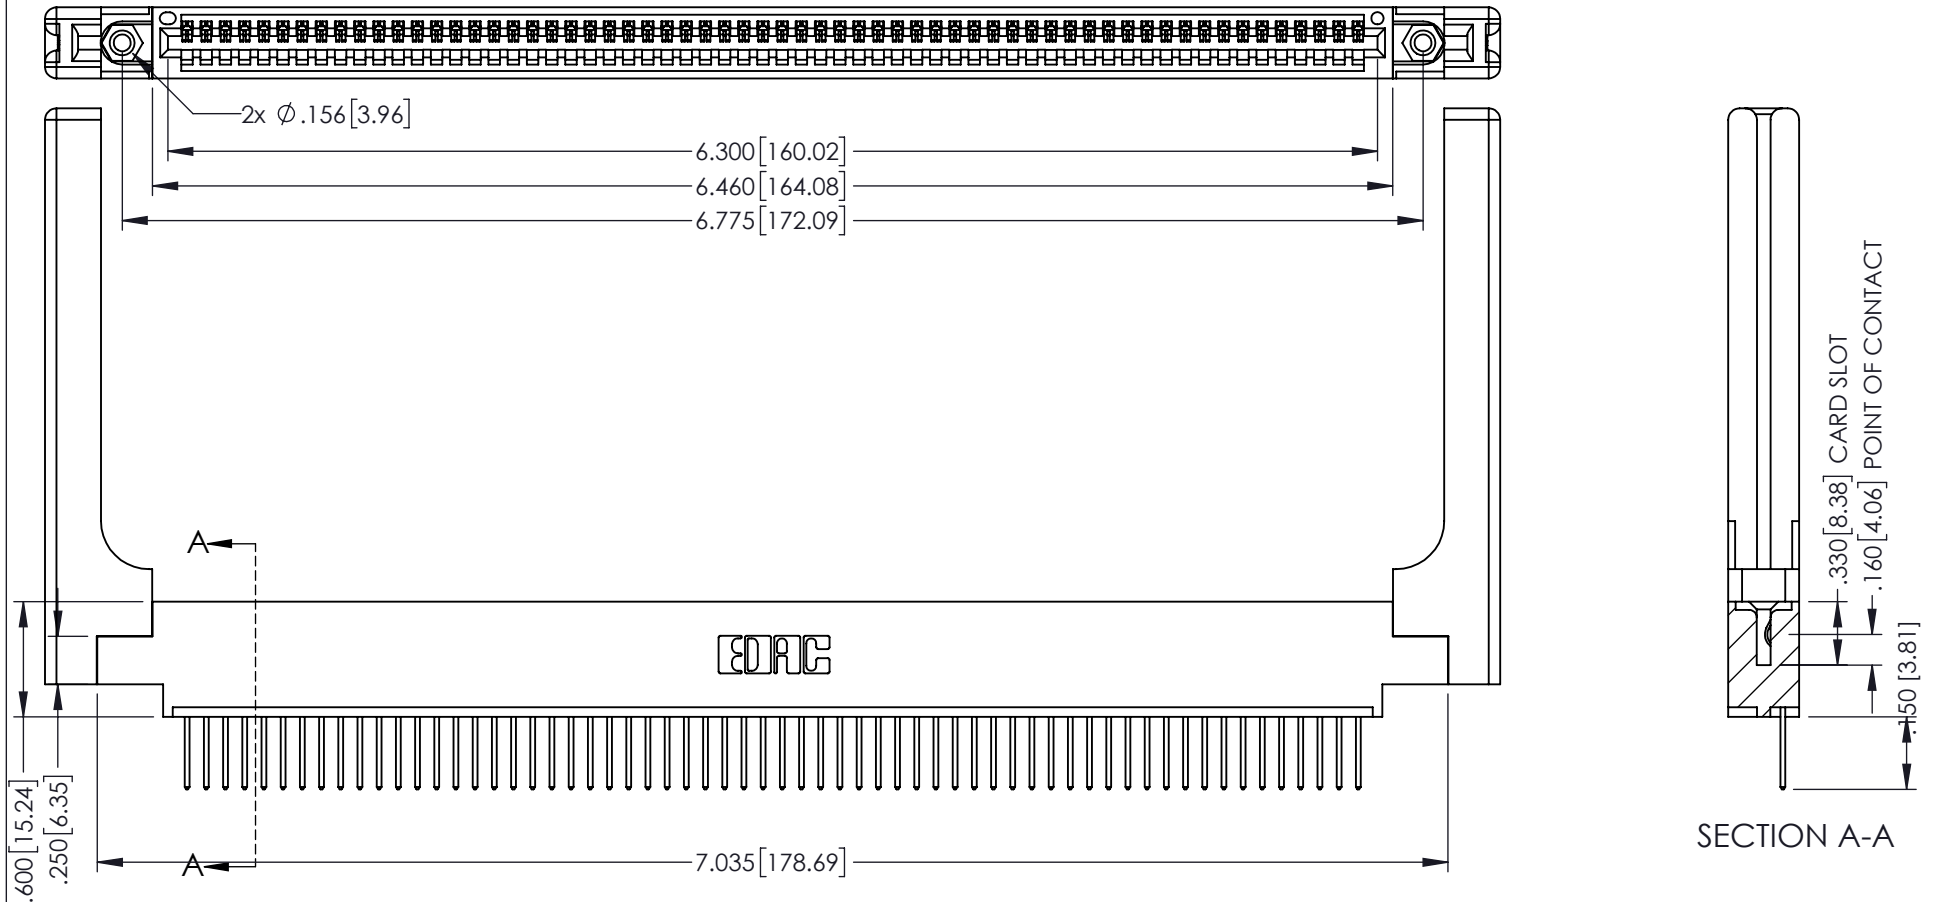 2x ∅.156[3.96]
6.300[160.02]
6.460[164.08]
6.775[172.09]
.330[8.38] CARD SLOT
.160[4.06] POINT OF CONTACT
.150 [3.81]
A
EDAC
.600[15.24]
.250[6.35]
A
7.035[178.69]
SECTION A-A